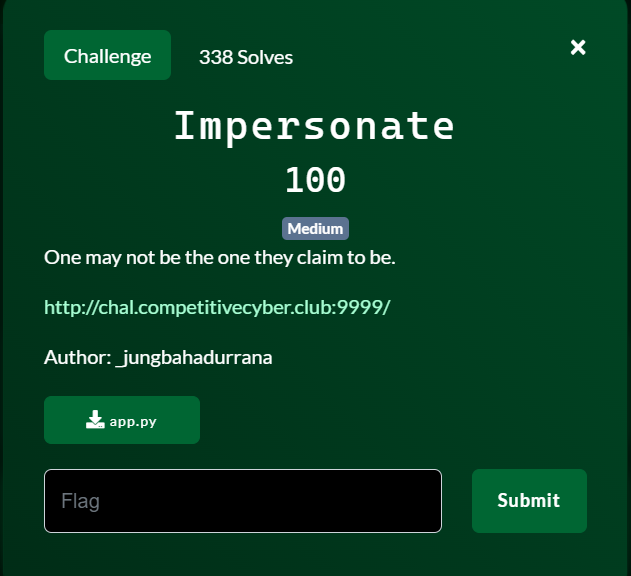 Challenge 338 Solves ×
Impersonate
100
Medium
One may not be the one they claim to be.
http://chal.competitivecyber.club:9999/
Author: _jungbahadurrana
app.py
Flag Submit